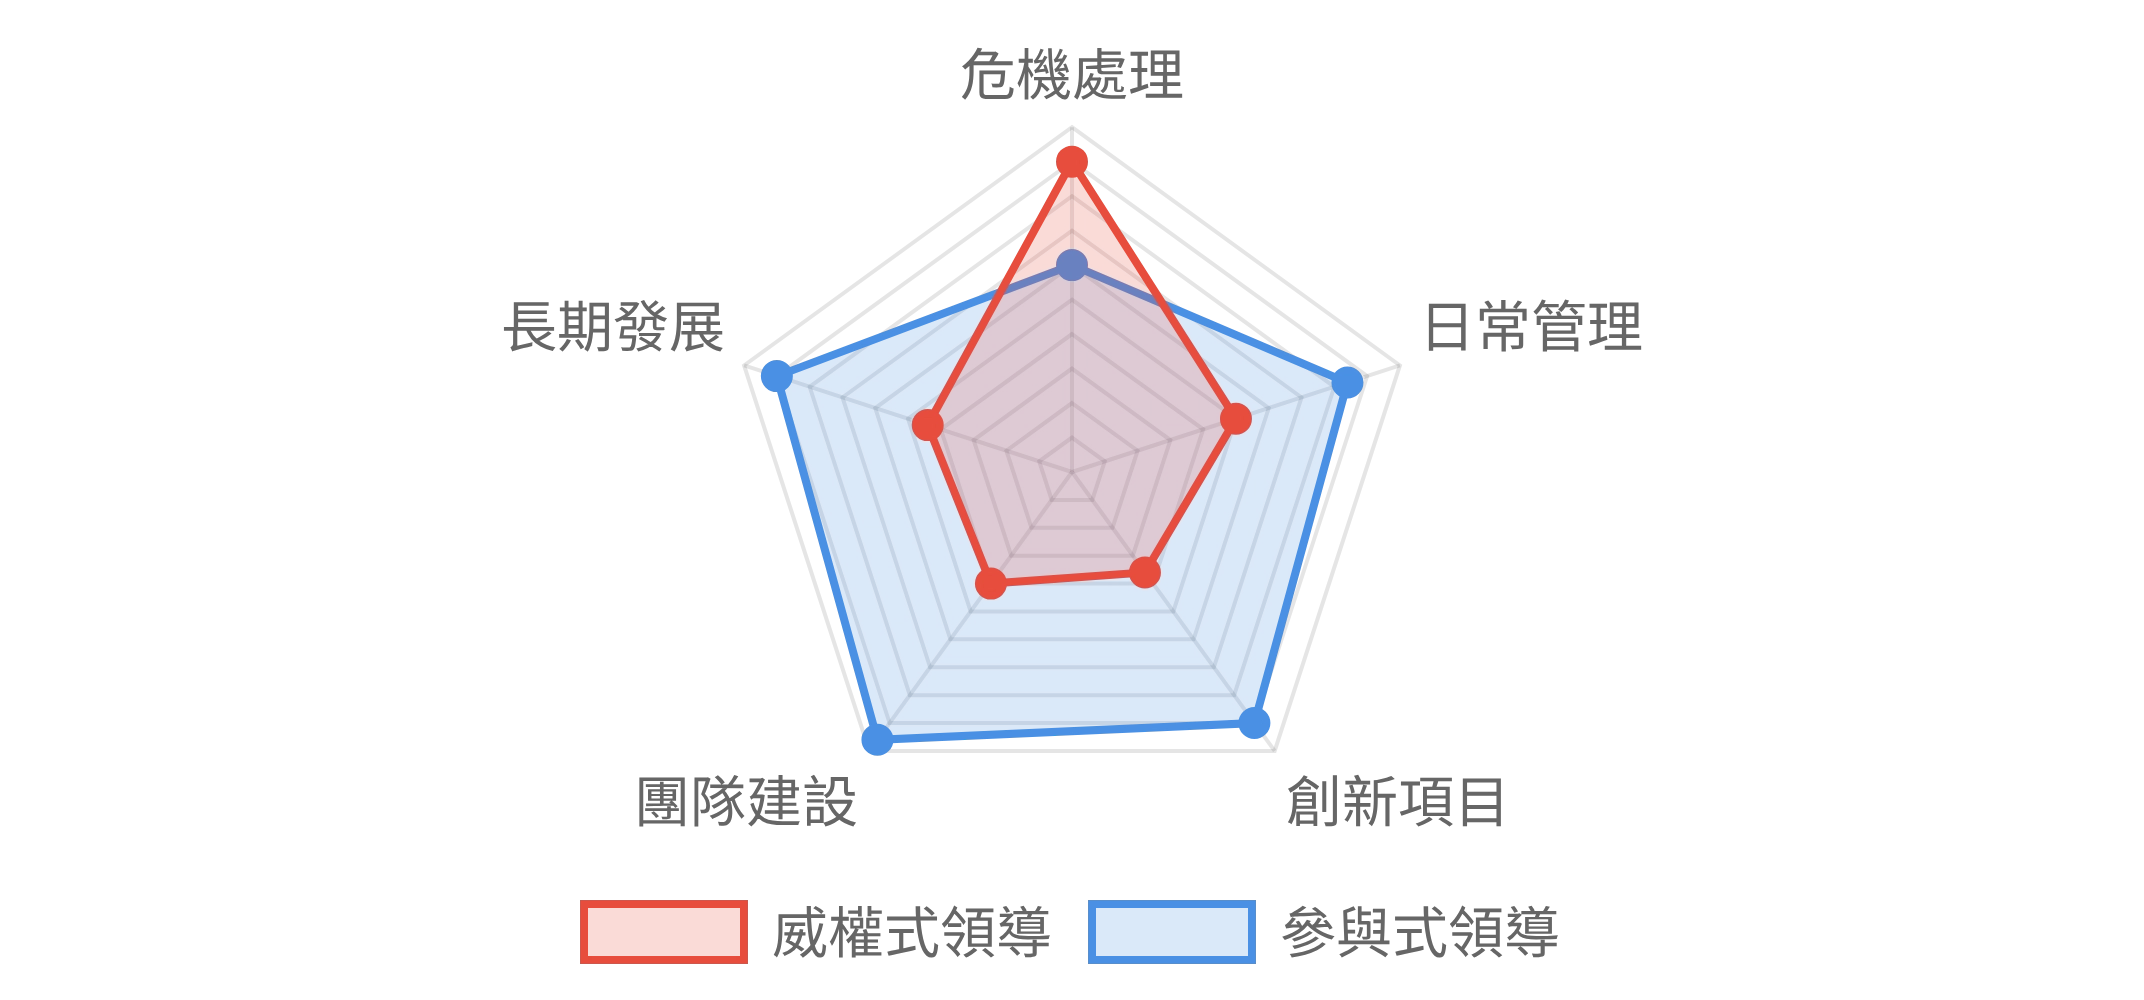 危機處理
日常管理
長期發展
團隊建設
創新項目
威權式領導
參與式領導